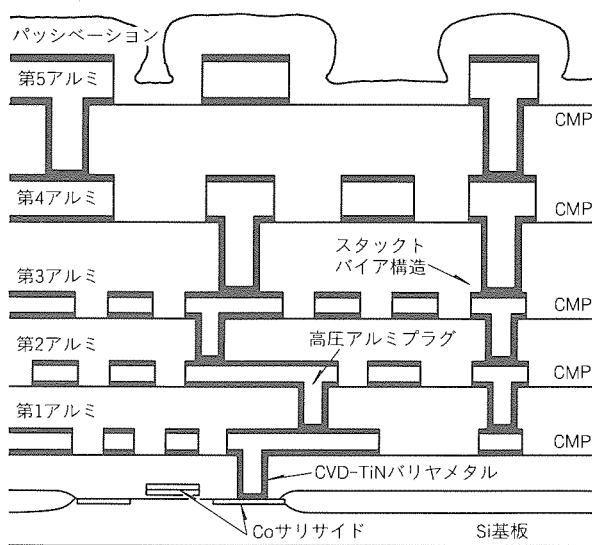 パッシベーション
第5アルミ
CMP
第4アルミ
CMP
スタックト
バイア構造
第3アルミ
CMP
高圧アルミプラグ
第2アルミ
CMP
第1アルミ
CMP
CVD-TiNバリヤメタル
Coサリサイド
Si基板